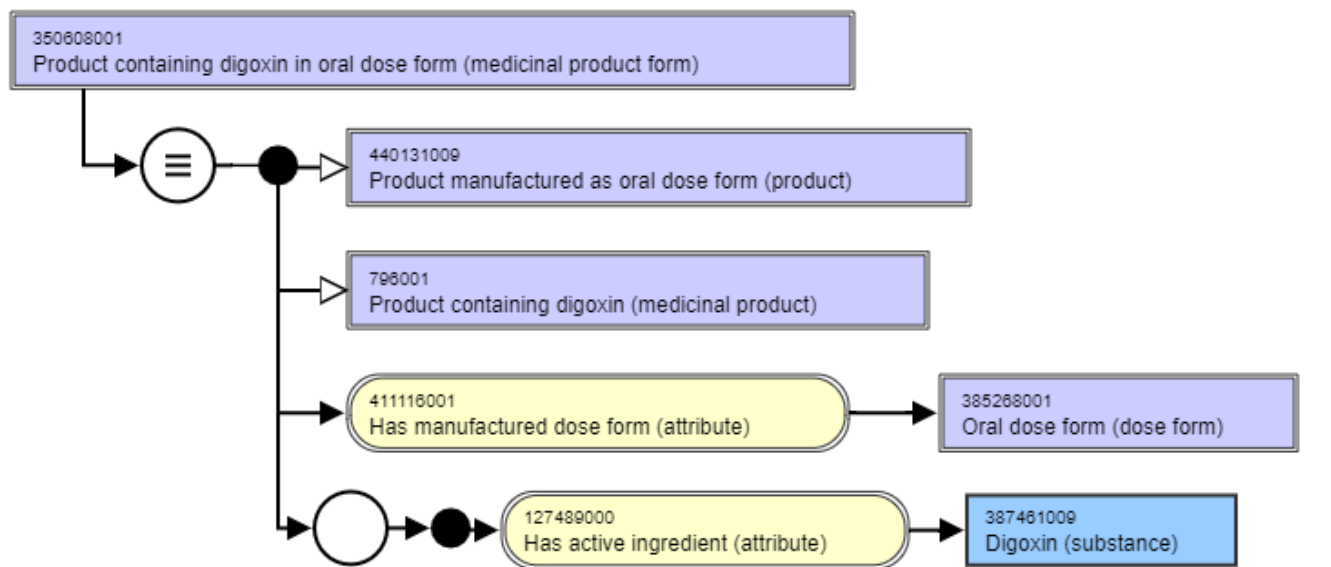 350608001
Product containing digoxin in oral dose form (medicinal product form)
440131009
Product manufactured as oral dose form (product)
796001
Product containing digoxin (medicinal product)
411116001
Has manufactured dose form (attribute)
385268001
Oral dose form (dose form)
127489000
Has active ingredient (attribute)
387461009
Digoxin (substance)